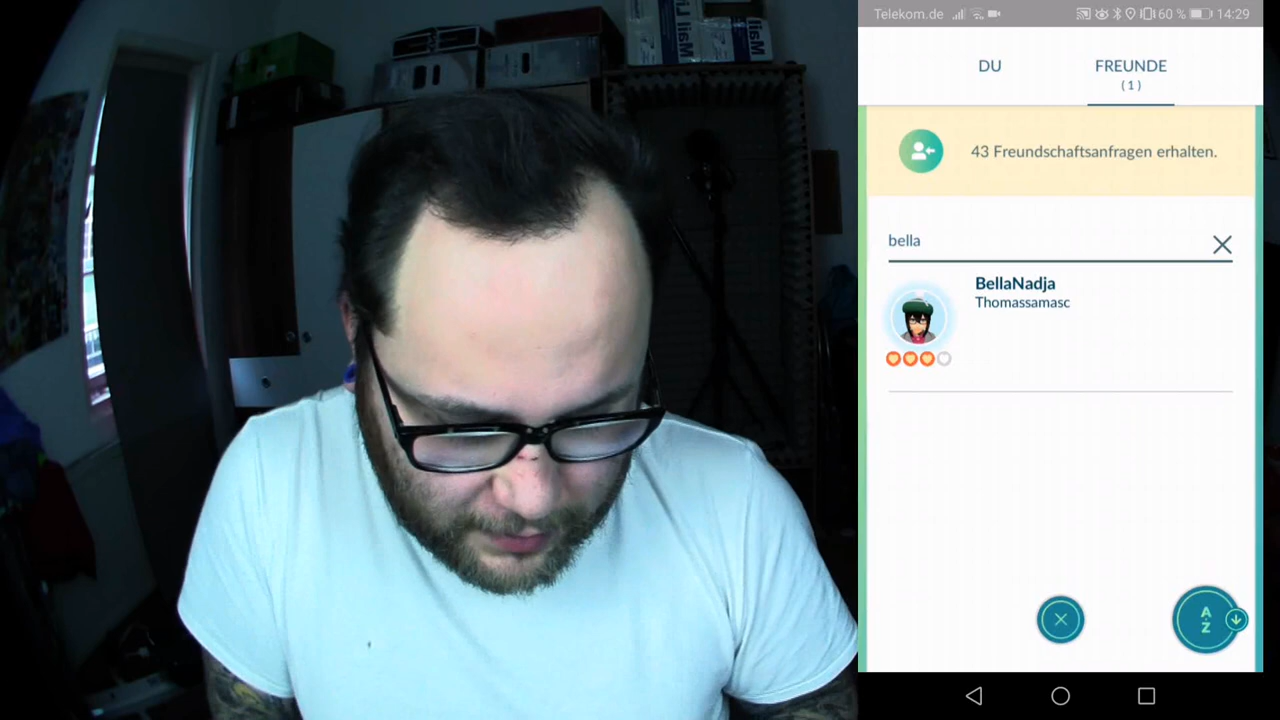 Telekom.de
60 %
14:29
DU
FREUNDE
(1)
43 Freundschaftsanfragen erhalten.
bella
BellaNadja
Thomassamasc
A
Z